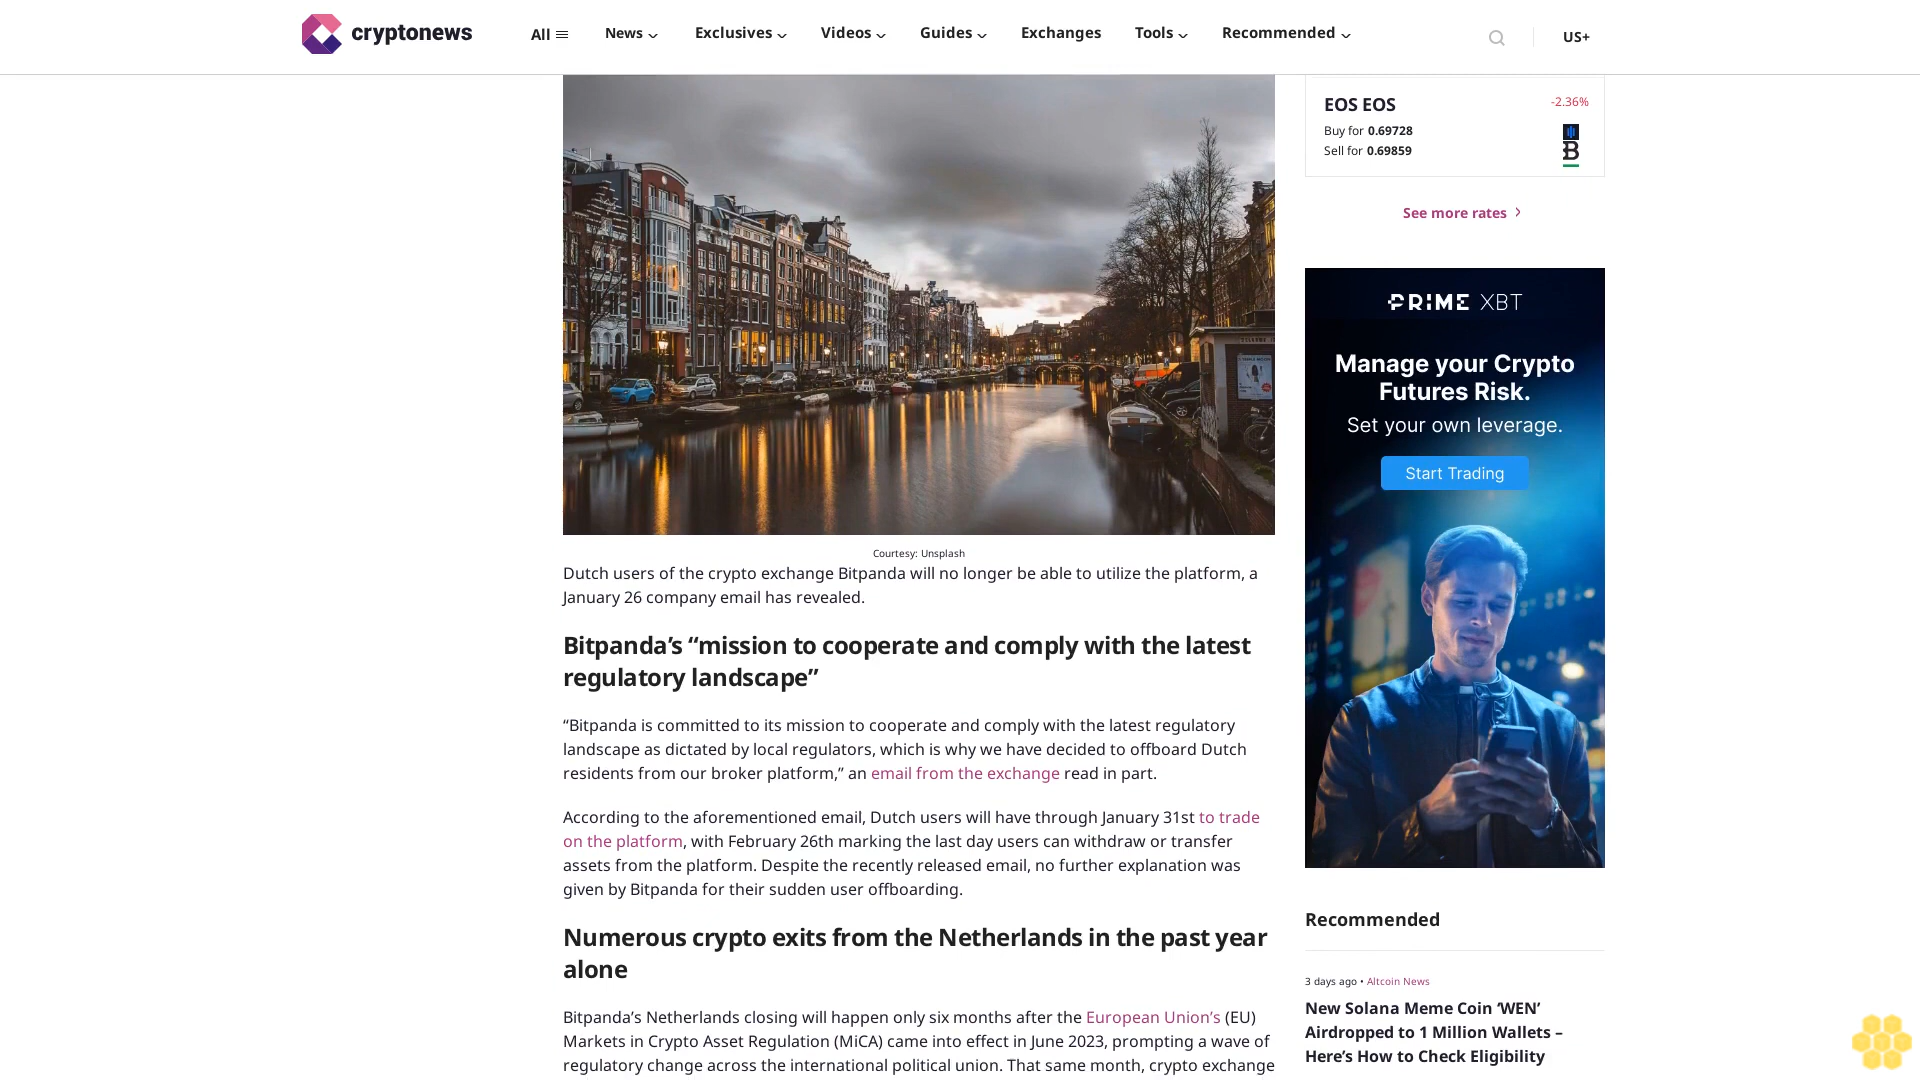 cryptonews
All
News
Exclusives
Videos
Guides
Exchanges
Tools
Recommended
US+
Courtesy: Unsplash
Dutch users of the crypto exchange Bitpanda will no longer be able to utilize the platform, a
January 26 company email has revealed.
Bitpanda’s “mission to cooperate and comply with the latest
regulatory landscape”
“Bitpanda is committed to its mission to cooperate and comply with the latest regulatory
landscape as dictated by local regulators, which is why we have decided to offboard Dutch
residents from our broker platform,” an email from the exchange read in part.
According to the aforementioned email, Dutch users will have through January 31st to trade
on the platform, with February 26th marking the last day users can withdraw or transfer
assets from the platform. Despite the recently released email, no further explanation was
given by Bitpanda for their sudden user offboarding.
Numerous crypto exits from the Netherlands in the past year
alone
Bitpanda’s Netherlands closing will happen only six months after the European Union’s (EU)
Markets in Crypto Asset Regulation (MiCA) came into effect in June 2023, prompting a wave of
regulatory change across the international political union. That same month, crypto exchange
EOS EOS
-2.36%
Buy for 0.69728
Sell for 0.69859
See more rates
PRIME XBT
Manage your Crypto
Futures Risk.
Set your own leverage.
Start Trading
Recommended
3 days ago • Altcoin News
New Solana Meme Coin ‘WEN’
Airdropped to 1 Million Wallets –
Here’s How to Check Eligibility